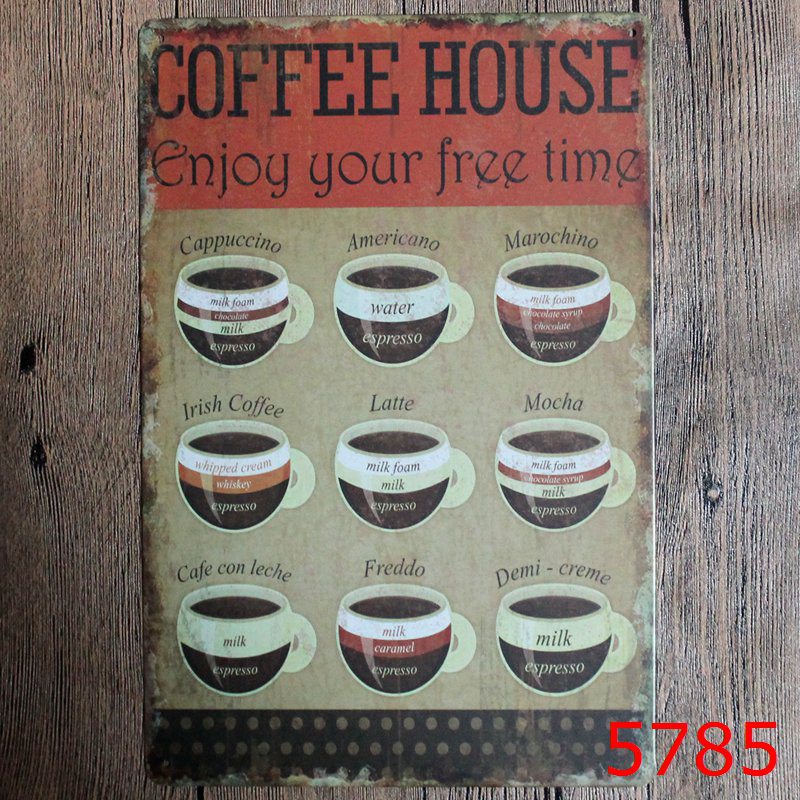 COFFEE HOUSE
Enjoy your free time
Cappuccino
milk foam
chocolate
milk
espresso
Americano
water
espresso
Marochino
milk foam
chocolate syrup
chocolate
espresso
Irish Coffee
whipped cream
whiskey
espresso
Latte
milk foam
milk
espresso
Mocha
milk foam
chocolate syrup
milk
espresso
Cafe con leche
milk
espresso
Freddo
milk
caramel
espresso
Demi - creme
milk
espresso
5785